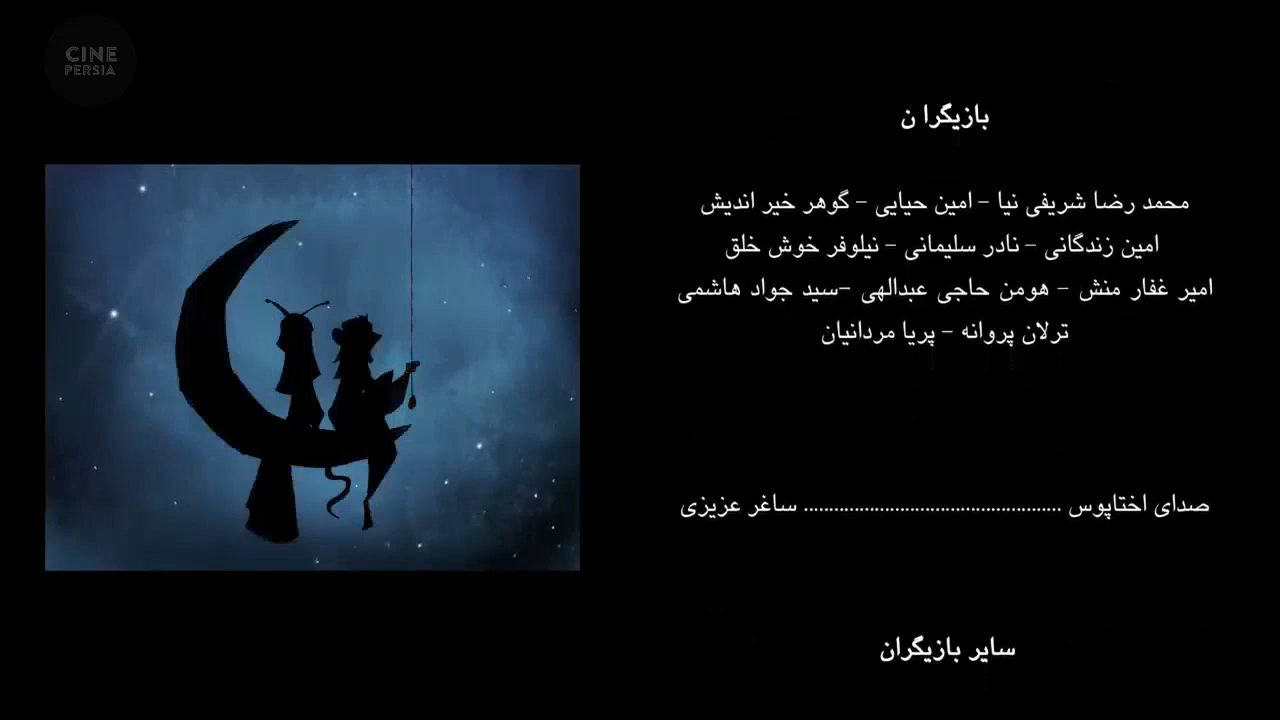 CINE
PERSIA
بازیگرا ن
محمد رضا شریفی نیا – امین حیایی – گوهر خیر اندیش
امین زندگانی – نادر سلیمانی – نیلوفر خوش خلق
امیر غفار منش – هومن حاجی عبدالهی –سید جواد هاشمی
ترلان پروانه – پریا مردانیان
صدای اختاپوس .................................................... ساغر عزیزی
سایر بازیگران